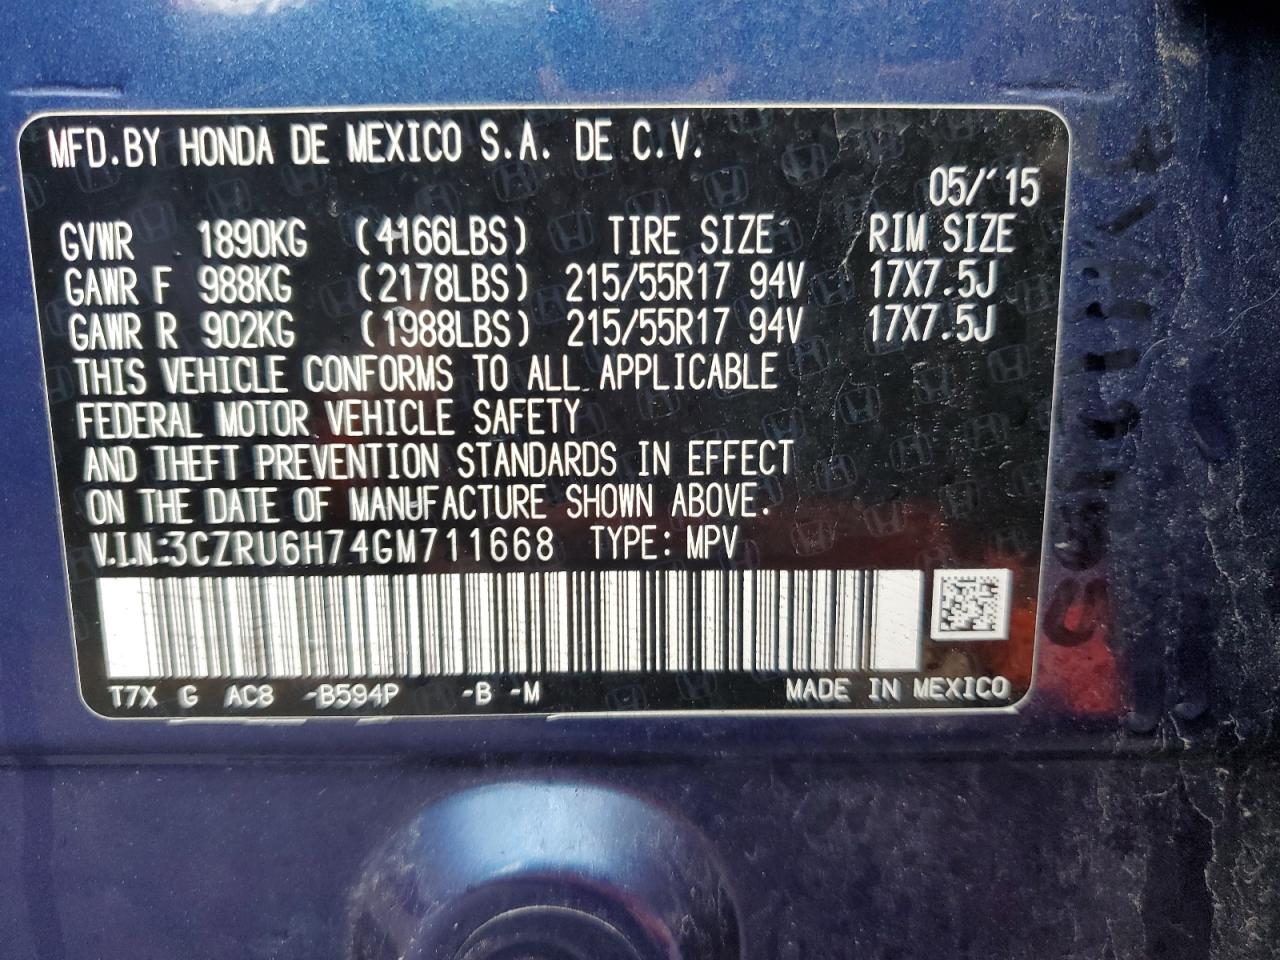 MFD.BY HONDA DE MEXICO S.A. DE C.V.
05/'15
GVWR 1890KG (4166LBS) TIRE SIZE RIM SIZE
GAWR F 988KG (2178LBS) 215/55R17 94V 17X7.5J
GAWR R 902KG (1988LBS) 215/55R17 94V 17X7.5J
THIS VEHICLE CONFORMS TO ALL APPLICABLE
FEDERAL MOTOR VEHICLE SAFETY
AND THEFT PREVENTION STANDARDS IN EFFECT
ON THE DATE OF MANUFACTURE SHOWN ABOVE.
V.I.N.:3CZRU6H74GM711668 TYPE: MPV
T7X G AC8 -B594P -B -M MADE IN MEXICO